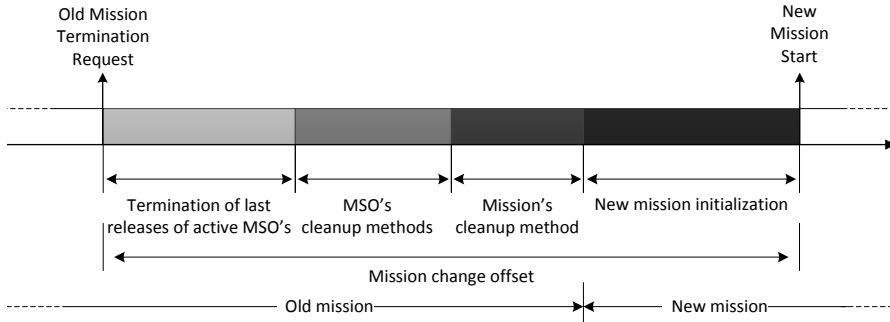 Old Mission
Termination
Request
New
Mission
Start
Termination of last
releases of active MSO's
MSO's
cleanup methods
Mission's
cleanup method
New mission initialization
Mission change offset
Old mission
New mission